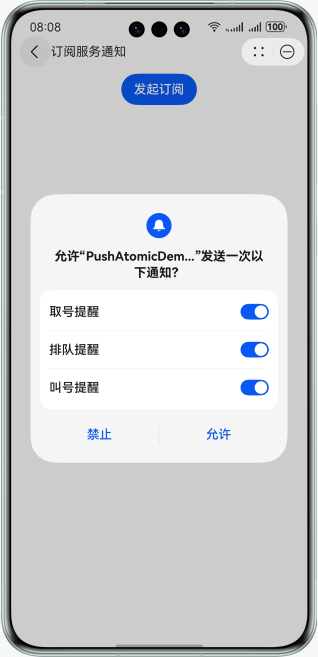 08:08
100
订阅服务通知
发起订阅
允许“PushAtomicDem...”发送一次以
下通知？
取号提醒
排队提醒
叫号提醒
禁止
允许